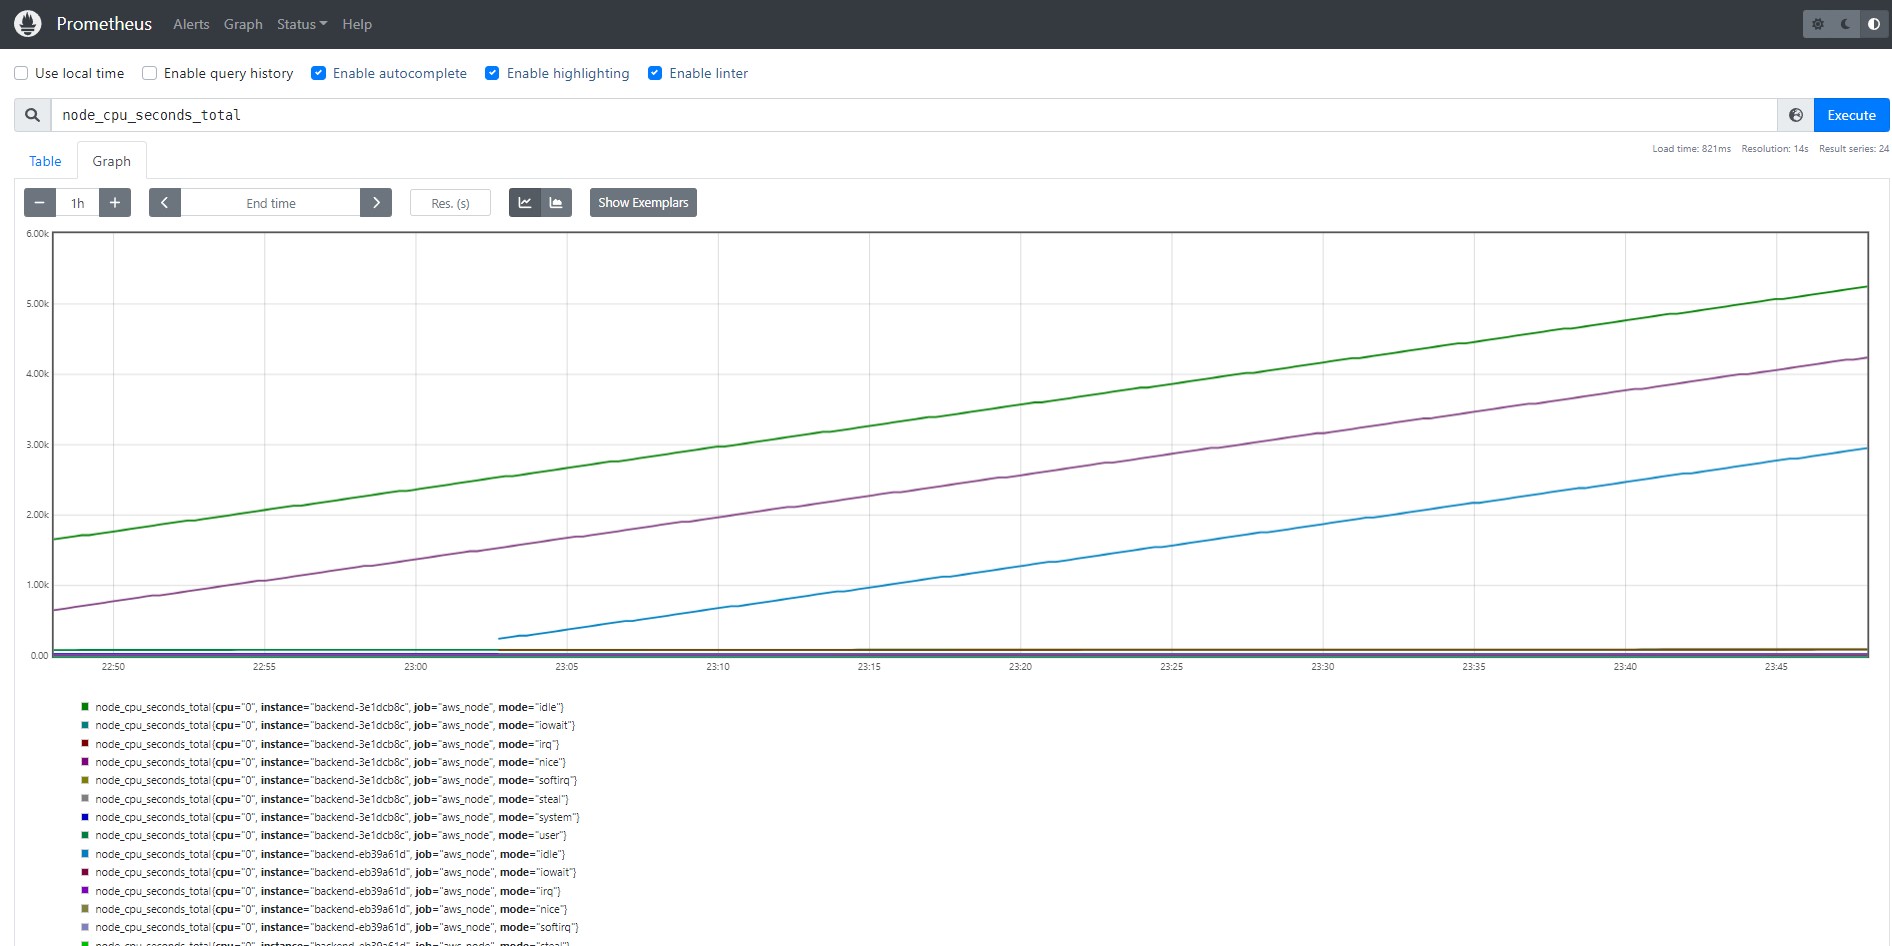 Prometheus Alerts Graph Status Help
Use local time Enable query history Enable autocomplete Enable highlighting Enable linter
node_cpu_seconds_total Execute
Table Graph Load time: 821ms Resolution: 14s Result series: 24
− 1h + End time Res. (s) Show Exemplars
6.00k
5.00k
4.00k
3.00k
2.00k
1.00k
0.00
22:50 22:55 23:00 23:05 23:10 23:15 23:20 23:25 23:30 23:35 23:40 23:45
node_cpu_seconds_total{cpu="0", instance="backend-3e1dcb8c", job="aws_node", mode="idle"}
node_cpu_seconds_total{cpu="0", instance="backend-3e1dcb8c", job="aws_node", mode="iowait"}
node_cpu_seconds_total{cpu="0", instance="backend-3e1dcb8c", job="aws_node", mode="irq"}
node_cpu_seconds_total{cpu="0", instance="backend-3e1dcb8c", job="aws_node", mode="nice"}
node_cpu_seconds_total{cpu="0", instance="backend-3e1dcb8c", job="aws_node", mode="softirq"}
node_cpu_seconds_total{cpu="0", instance="backend-3e1dcb8c", job="aws_node", mode="steal"}
node_cpu_seconds_total{cpu="0", instance="backend-3e1dcb8c", job="aws_node", mode="system"}
node_cpu_seconds_total{cpu="0", instance="backend-3e1dcb8c", job="aws_node", mode="user"}
node_cpu_seconds_total{cpu="0", instance="backend-eb39a61d", job="aws_node", mode="idle"}
node_cpu_seconds_total{cpu="0", instance="backend-eb39a61d", job="aws_node", mode="iowait"}
node_cpu_seconds_total{cpu="0", instance="backend-eb39a61d", job="aws_node", mode="irq"}
node_cpu_seconds_total{cpu="0", instance="backend-eb39a61d", job="aws_node", mode="nice"}
node_cpu_seconds_total{cpu="0", instance="backend-eb39a61d", job="aws_node", mode="softirq"}
node_cpu_seconds_total{cpu="0", instance="backend-eb39a61d", job="aws_node", mode="steal"}